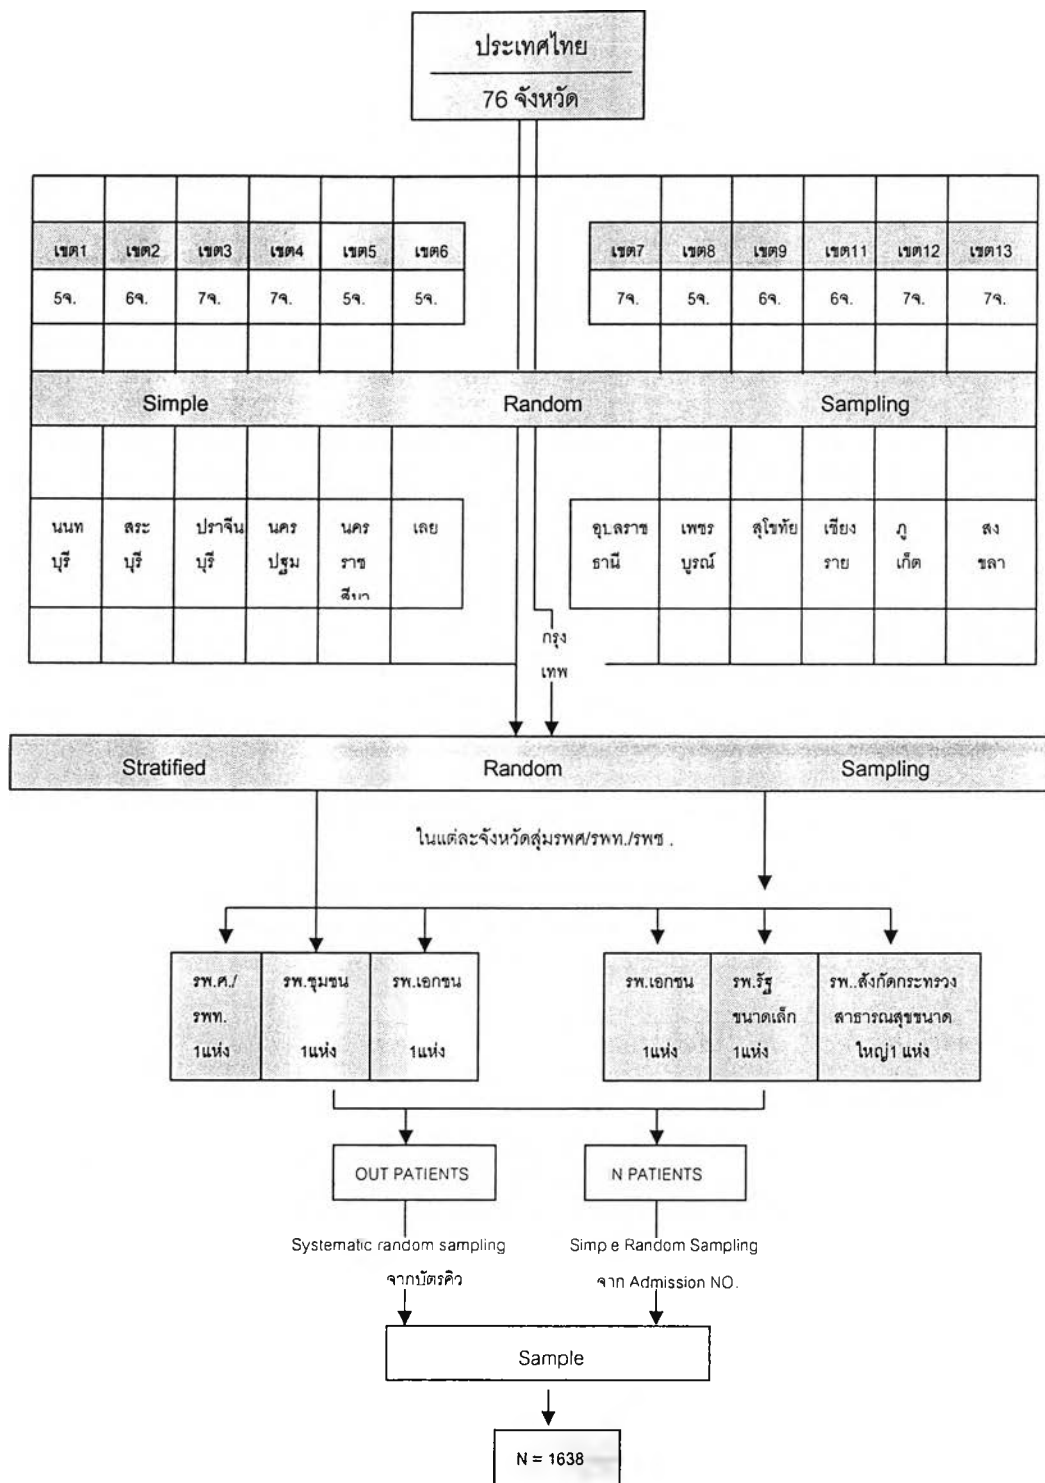 ประเทศไทย
76 จังหวัด
เขต1 เขต2 เขต3 เขต4 เขต5 เขต6 เขต7 เขต8 เขต9 เขต11 เขต12 เขต13
5จ. 6จ. 7จ. 7จ. 5จ. 5จ. 7จ. 5จ. 6จ. 6จ. 7จ. 7จ.
Simple Random Sampling
นนท สระ ปราจีน นคร นคร เลย อุบลราช เพชร สุโขทัย เชียง ภู สง
บุรี บุรี บุรี ปฐม ราช ธานี บูรณ์ ราย เก็ต ขลา
สีมา
กรุง
เทพ
Stratified Random Sampling
ในแต่ละจังหวัดสุ่มรพศ/รพท./รพช .
รพ.ศ./ รพ.ชุมชน รพ.เอกชน รพ.เอกชน รพ.รัฐ รพ..สังกัดกระทรวง
รพท. ขนาดเล็ก สาธารณสุขขนาด
1แห่ง 1แห่ง 1แห่ง 1แห่ง 1แห่ง ใหญ่1 แห่ง
OUT PATIENTS N PATIENTS
Systematic random sampling Simp e Random Sampling
จากบัตรคิว จาก Admission NO.
Sample
N = 1638